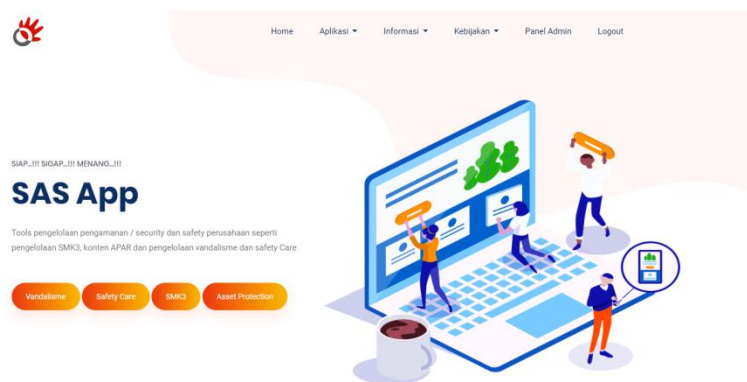 Home Aplikasi Informasi Kebijakan Panel Admin Logout
SIAP..!!! SIGAP..!!! MENANG..!!!
SAS App
Tools pengelolaan pengamanan / security dan safety perusahaan seperti
pengelolaan SMK3, konten APAR dan pengelolaan vandalisme dan safety Care
Vandalisme Safety Care SMK3 Asset Protection